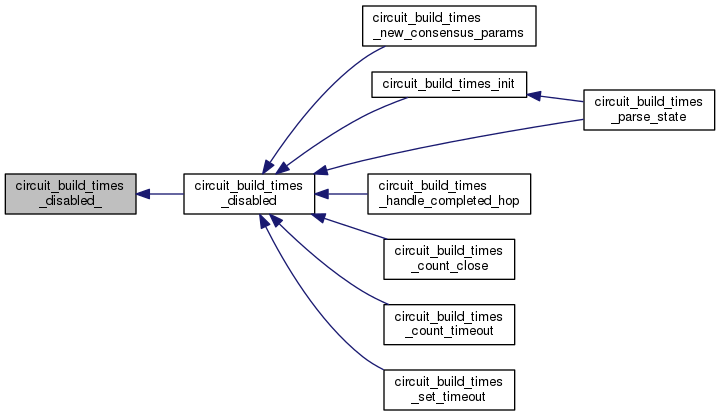 circuit_build_times
_new_consensus_params
circuit_build_times_init
circuit_build_times
_parse_state
circuit_build_times
_disabled_
circuit_build_times
_disabled
circuit_build_times
_handle_completed_hop
circuit_build_times
_count_close
circuit_build_times
_count_timeout
circuit_build_times
_set_timeout